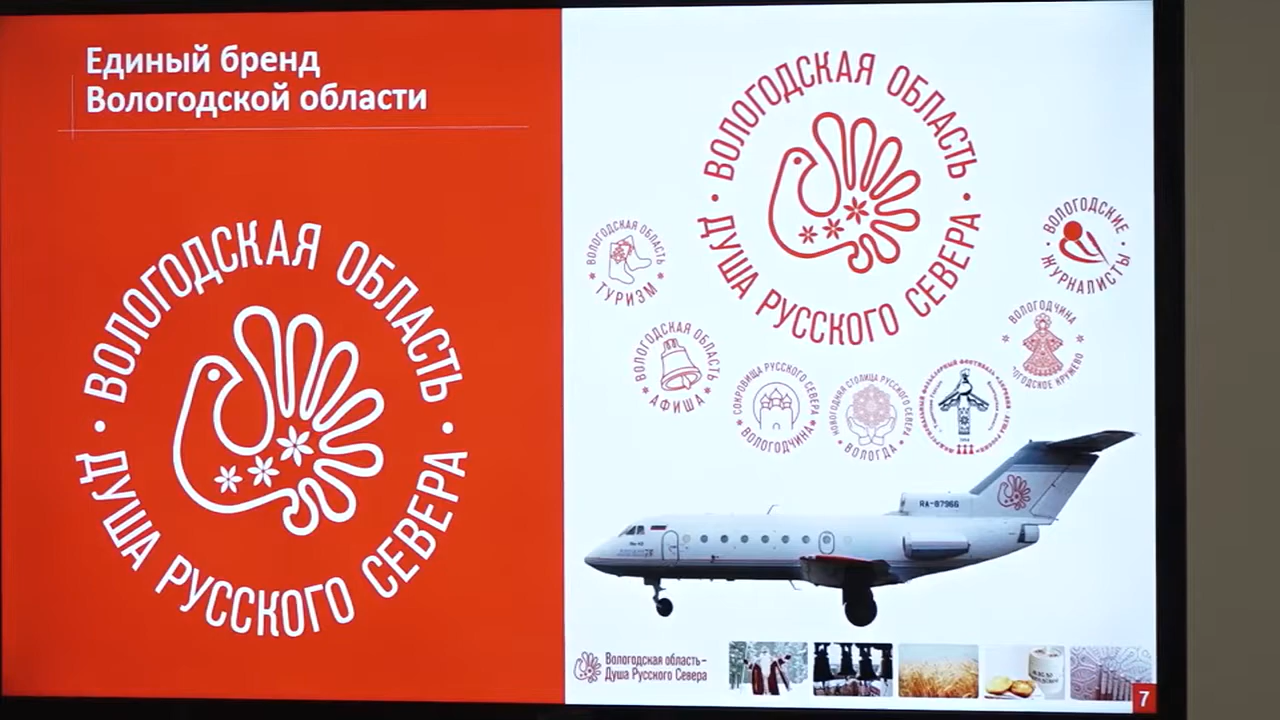 Единый бренд
Вологодской области
ВОЛОГОДСКАЯ ОБЛАСТЬ
ДУША РУССКОГО СЕВЕРА
ВОЛОГОДСКАЯ ОБЛАСТЬ
ДУША РУССКОГО СЕВЕРА
ВОЛОГОДСКАЯ ОБЛАСТЬ
ТУРИЗМ
ВОЛОГОДСКИЕ
ЖУРНАЛИСТЫ
ВОЛОГОДСКАЯ ОБЛАСТЬ
АФИША
ВОЛОГОДЧИНА
ОГОДСКОЕ КРУЖЕВО
СОКРОВИЩА РУССКОГО СЕВЕРА
ВОЛОГОДЧИНА
НОВОГОДНЯЯ СТОЛИЦА РУССКОГО СЕВЕРА
ВОЛОГДА
RA-87966
Вологодская область–
Душа Русского Севера
7